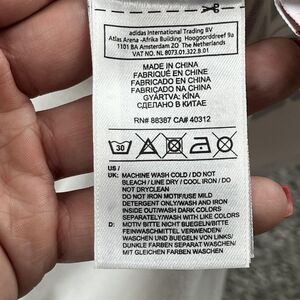 adidas International Trading BV
Atlas Arena -Afrika Building Hoogoorddreef 9a
1101 BA Amsterdam ZO The Netherlands
VAT NO. NL 8073.01.322.B.01
MADE IN CHINA
FABRIQUÉ EN CHINE
FABRICADO EN CHINA
FABRICADO NA CHINA
GYÁRTVA: KÍNA
СДЕЛАНО В КИТАЕ
RN# 88387 CA# 40312
30
US /
UK: MACHINE WASH COLD / DO NOT
BLEACH / LINE DRY / COOL IRON / DO
NOT DRYCLEAN
DO NOT IRON MOTIF/USE MILD
DETERGENT ONLY/WASH AND IRON
INSIDE OUT/WASH DARK COLORS
SEPARATELY/WASH WITH LIKE COLORS
D: MOTIV BITTE NICHT BUEGELN/BITTE
FEINWASCHMITTEL VERWENDEN/
WASCHEN UND BUEGELN VON LINKS/
DUNKLE FARBEN SEPARAT WASCHEN/
MIT GLEICHEN FARBEN WASCHEN